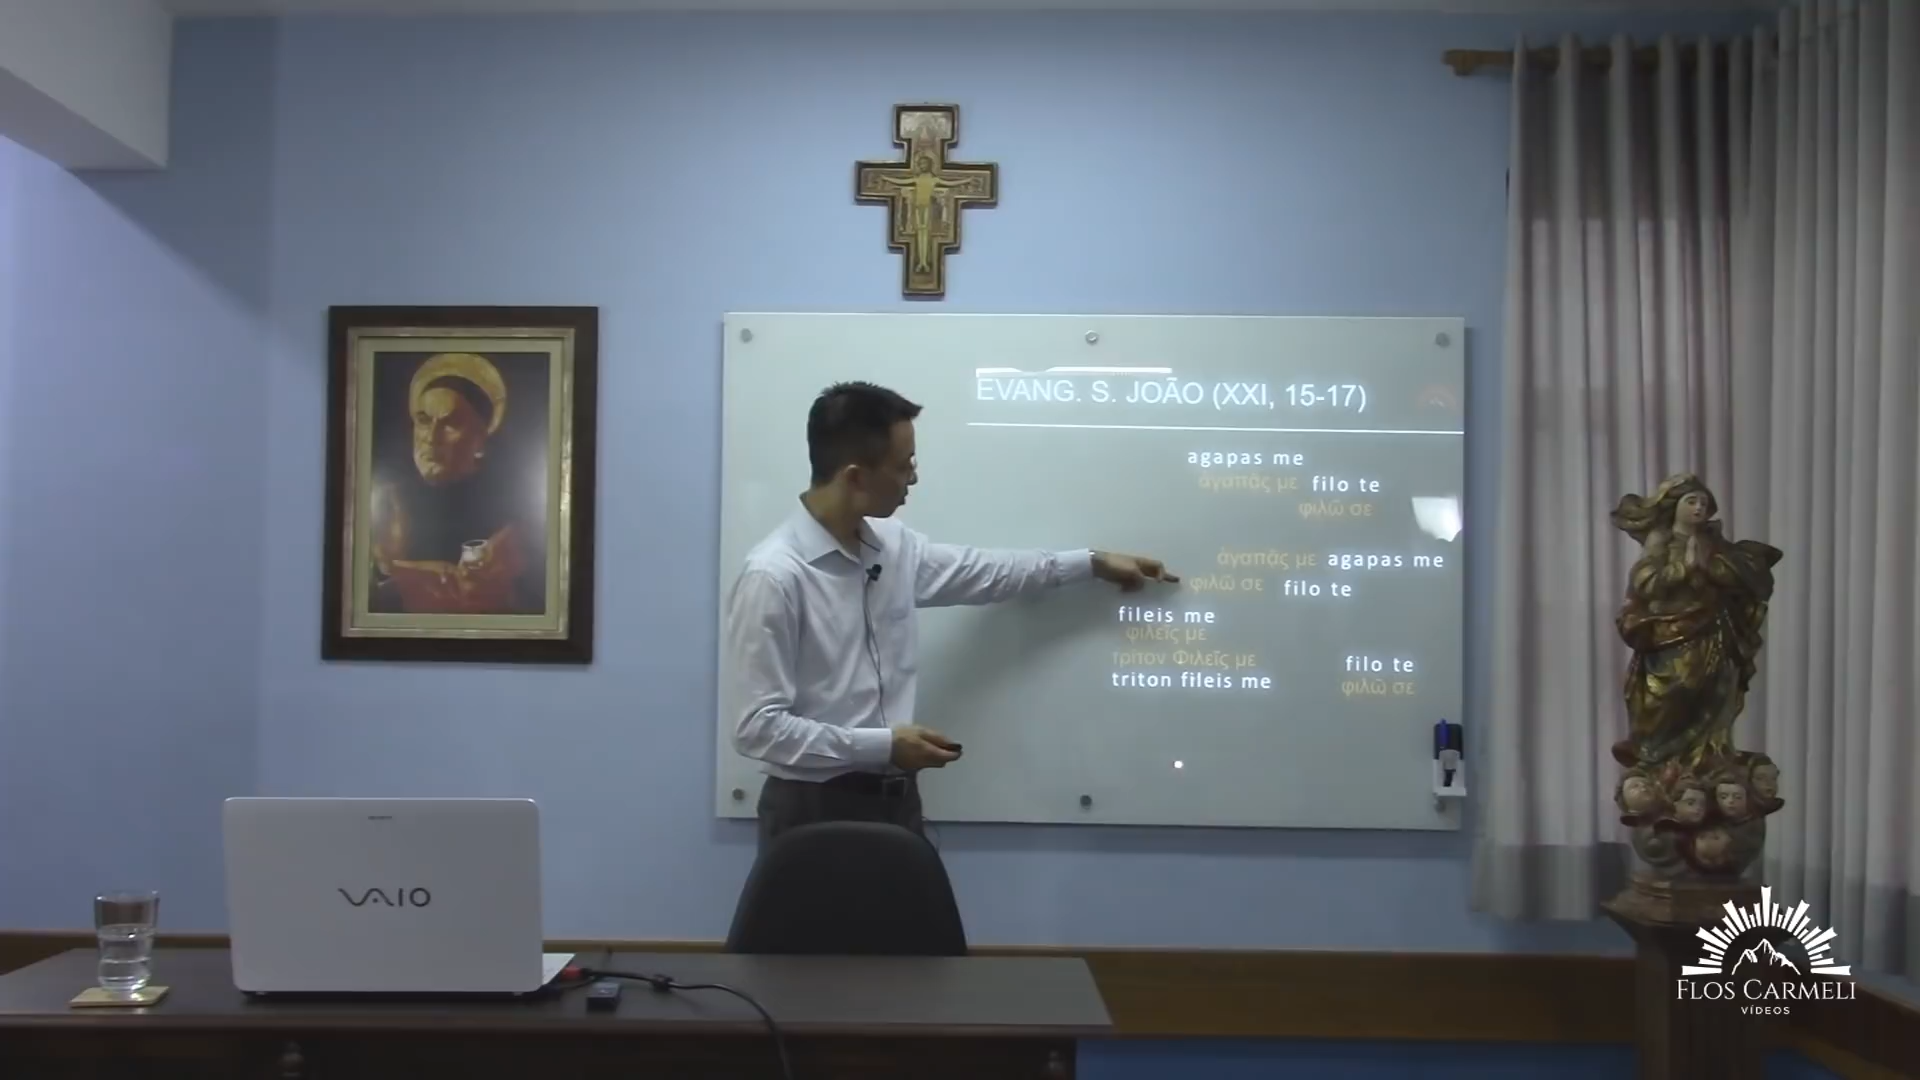 EVANG. S. JOÃO (XXI, 15-17)
agapas me
ἀγαπᾷς με filo te
φιλῶ σε
ἀγαπᾷς με agapas me
φιλῶ σε filo te
fileis me
φιλεῖς με
τρίτον Φιλεῖς με filo te
triton fileis me φιλῶ σε
VAIO
FLOS CARMELI
VÍDEOS